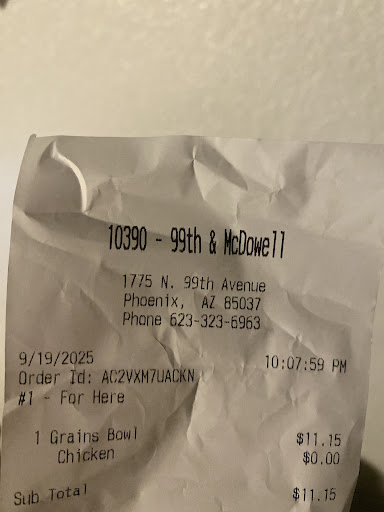 10390 - 99th & McDowell
1775 N. 99th Avenue
Phoenix, AZ 85037
Phone 623-323-6963
9/19/2025 10:07:59 PM
Order Id: AC2VXM7UACKN
#1 - For Here
1 Grains Bowl $11.15
Chicken $0.00
Sub Total $11.15